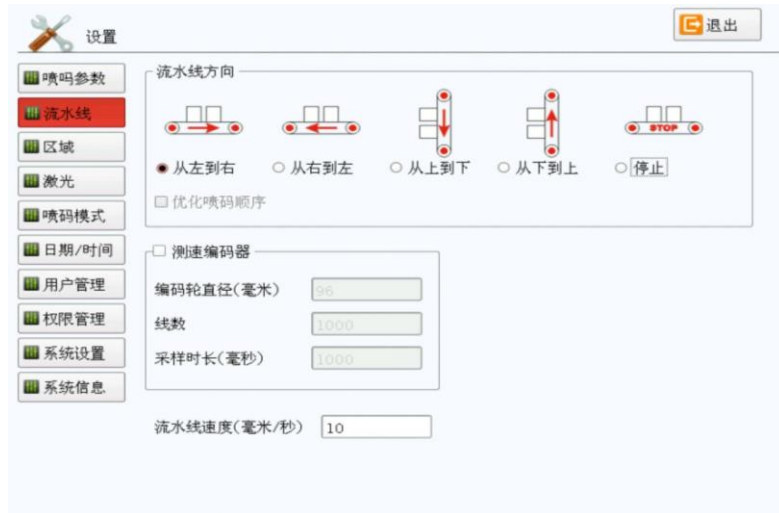 设置
退出
喷吗参数
流水线
区域
激光
喷码模式
日期/时间
用户管理
权限管理
系统设置
系统信息
流水线方向
STOP
从左到右
从右到左
从上到下
从下到上
停止
优化喷码顺序
测速编码器
编码轮直径(毫米) 96
线数 1000
采样时长(毫秒) 1000
流水线速度(毫米/秒) 10